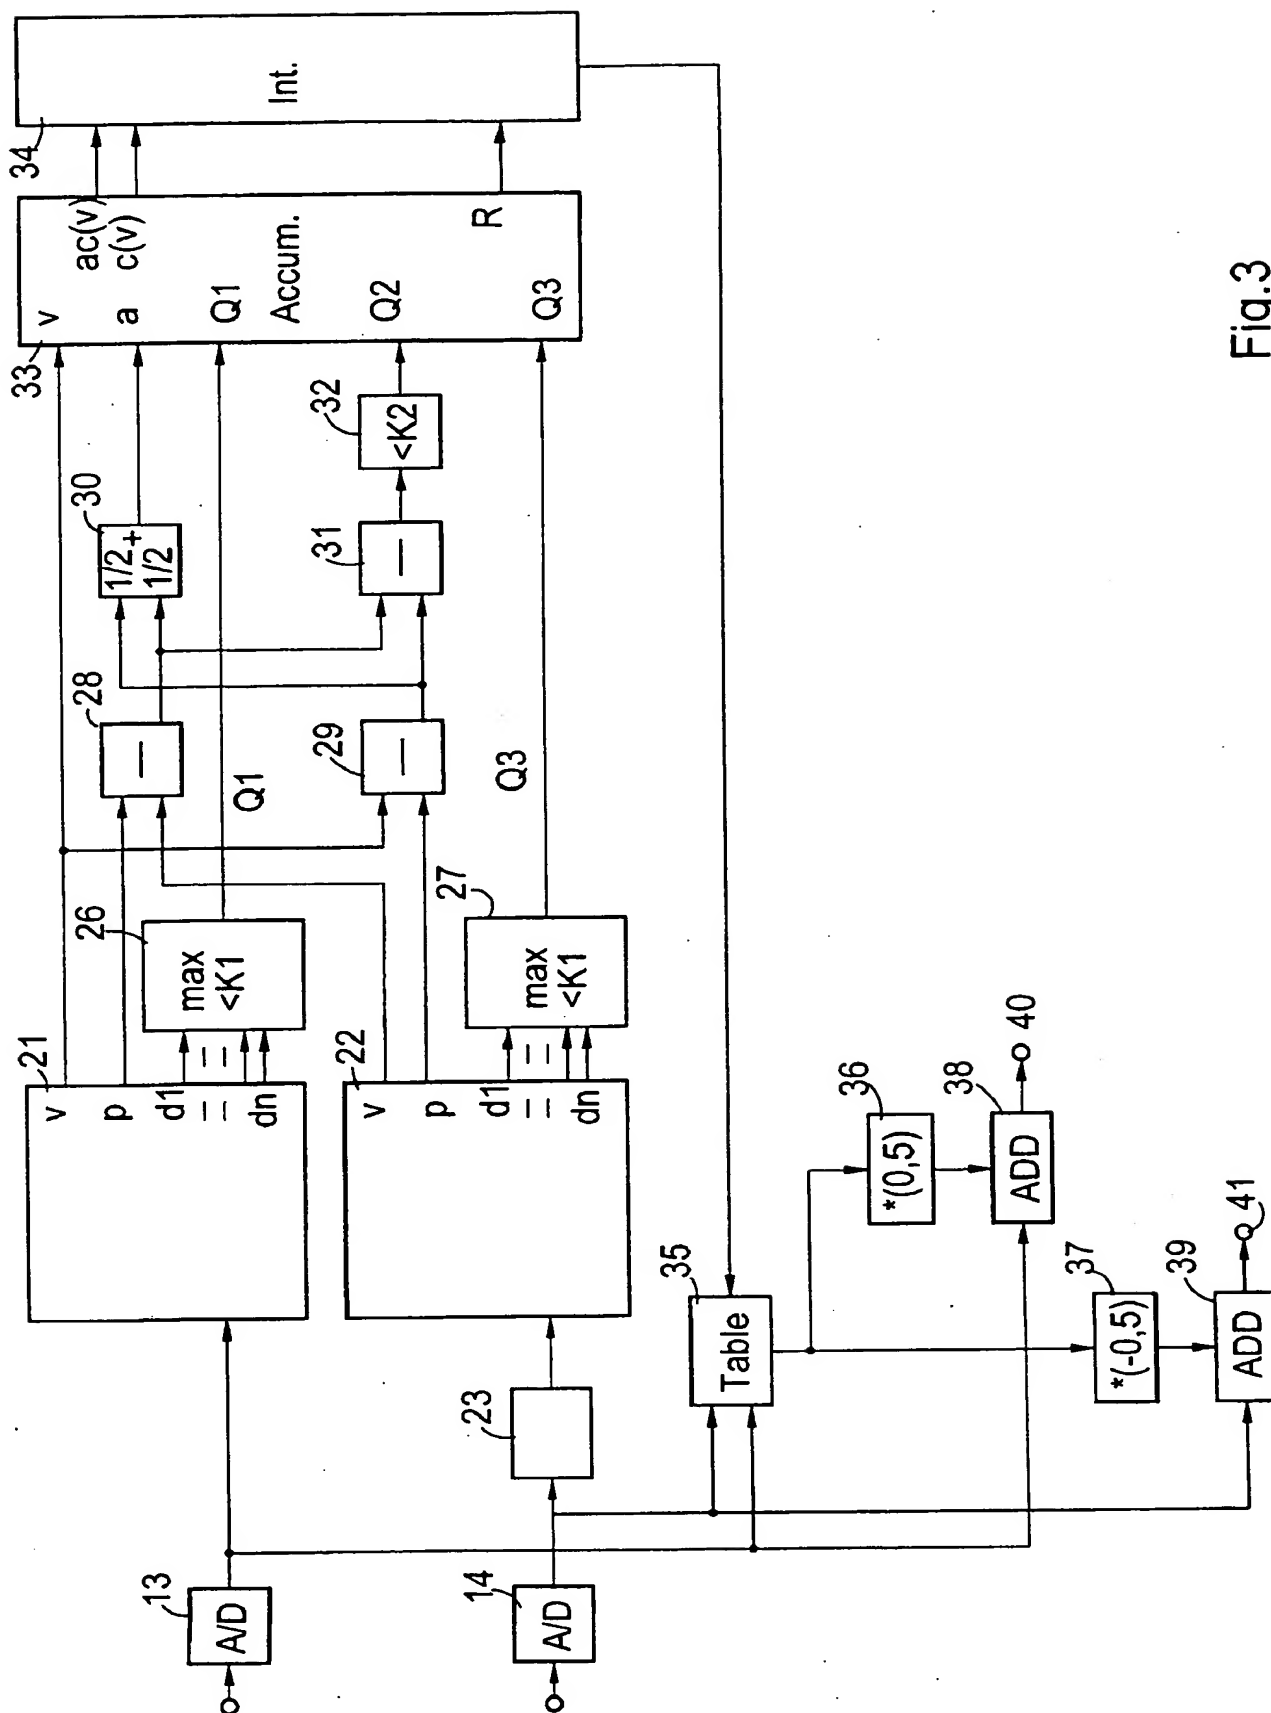 13
A/D
14
A/D
23
21
v
p
d1
dn
22
v
p
d1
dn
26
max
<K1
27
max
<K1
Q1
Q3
28
—
29
—
30
1/2+
1/2
31
—
32
<K2
33
v
a
Q1
Q2
Q3
Accum.
ac(v)
c(v)
R
34
Int.
35
Table
36
*(0,5)
37
*(-0,5)
38
ADD
39
ADD
40
41
Fig.3